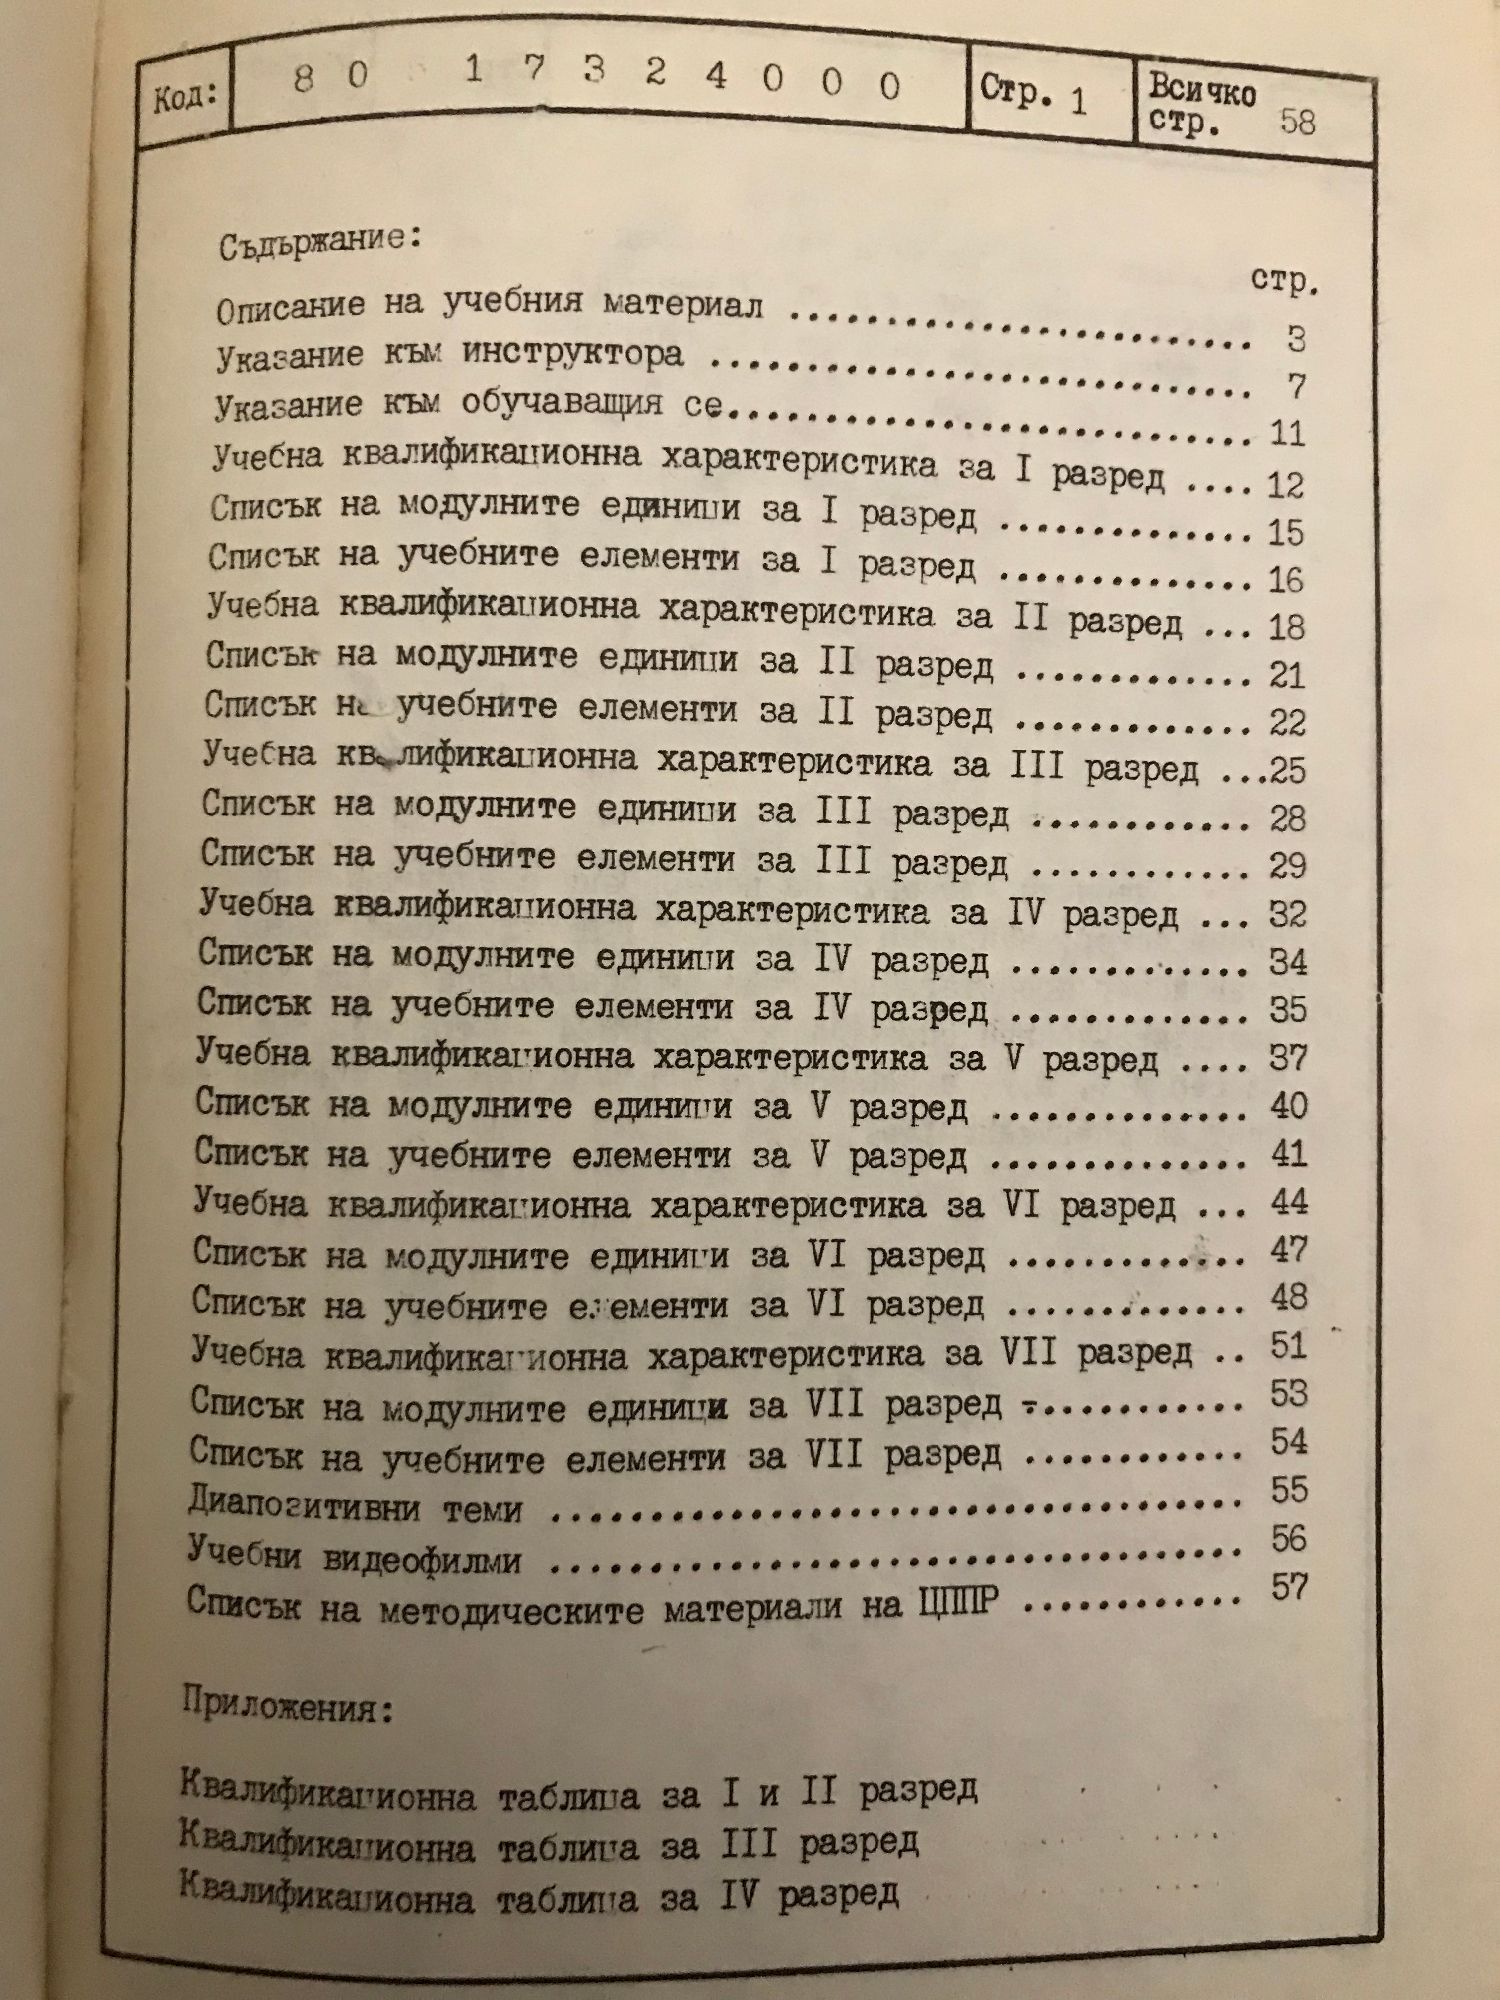 Код: 80 17324000 Стр. 1 Всичко стр. 58
Съдържание:
стр.
Описание на учебния материал ........................ 3
Указание към инструктора ............................ 7
Указание към обучаващия се........................... 11
Учебна квалификационна характеристика за I разред .... 12
Списък на модулните единици за I разред .............. 15
Списък на учебните елементи за I разред .............. 16
Учебна квалификационна характеристика за II разред ... 18
Списък на модулните единици за II разред ............. 21
Списък на учебните елементи за II разред ............. 22
Учебна квалификационна характеристика за III разред ...25
Списък на модулните единици за III разред ............ 28
Списък на учебните елементи за III разред ............ 29
Учебна квалификационна характеристика за IV разред ... 32
Списък на модулните единици за IV разред ............. 34
Списък на учебните елементи за IV разред ............. 35
Учебна квалификационна характеристика за V разред .... 37
Списък на модулните единици за V разред .............. 40
Списък на учебните елементи за V разред .............. 41
Учебна квалификационна характеристика за VI разред ... 44
Списък на модулните единици за VI разред ............. 47
Списък на учебните елементи за VI разред ............. 48
Учебна квалификационна характеристика за VII разред .. 51
Списък на модулните единици за VII разред ............ 53
Списък на учебните елементи за VII разред ............ 54
Диапозитивни теми ................................... 55
Учебни видеофилми ................................... 56
Списък на методическите материали на ЦППР ............ 57
Приложения:
Квалификационна таблица за I и II разред
Квалификационна таблица за III разред
Квалификационна таблица за IV разред